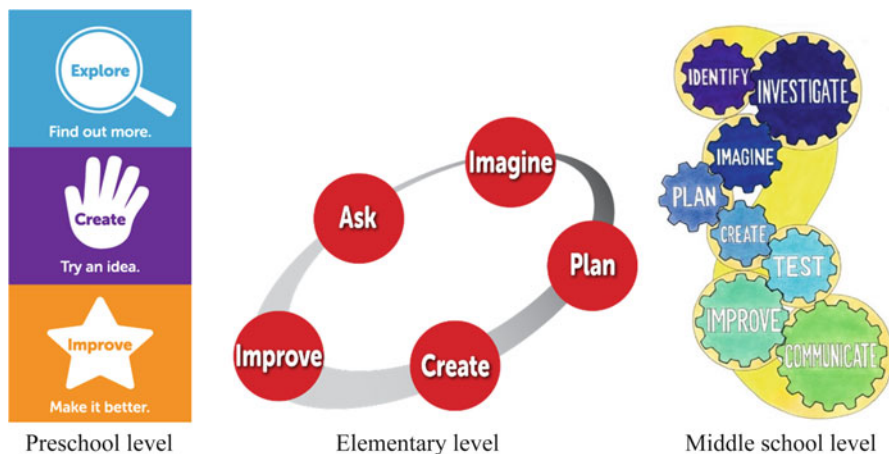 Explore
Find out more.
Create
Try an idea.
Improve
Make it better.
Preschool level
Imagine
Ask
Plan
Improve
Create
Elementary level
IDENTIFY
INVESTIGATE
IMAGINE
PLAN
CREATE
TEST
IMPROVE
COMMUNICATE
Middle school level